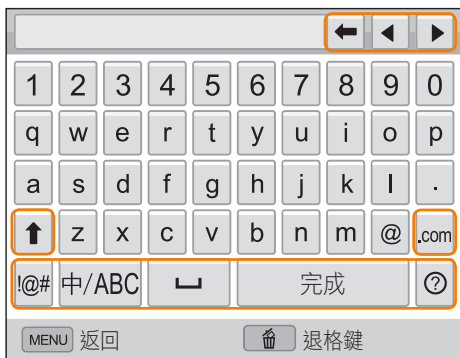 1 2 3 4 5 6 7 8 9 0
q w e r t y u i o p
a s d f g h j k l .
z x c v b n m @ .com
!@# 中/ABC 完成 ?
MENU 返回 退格鍵